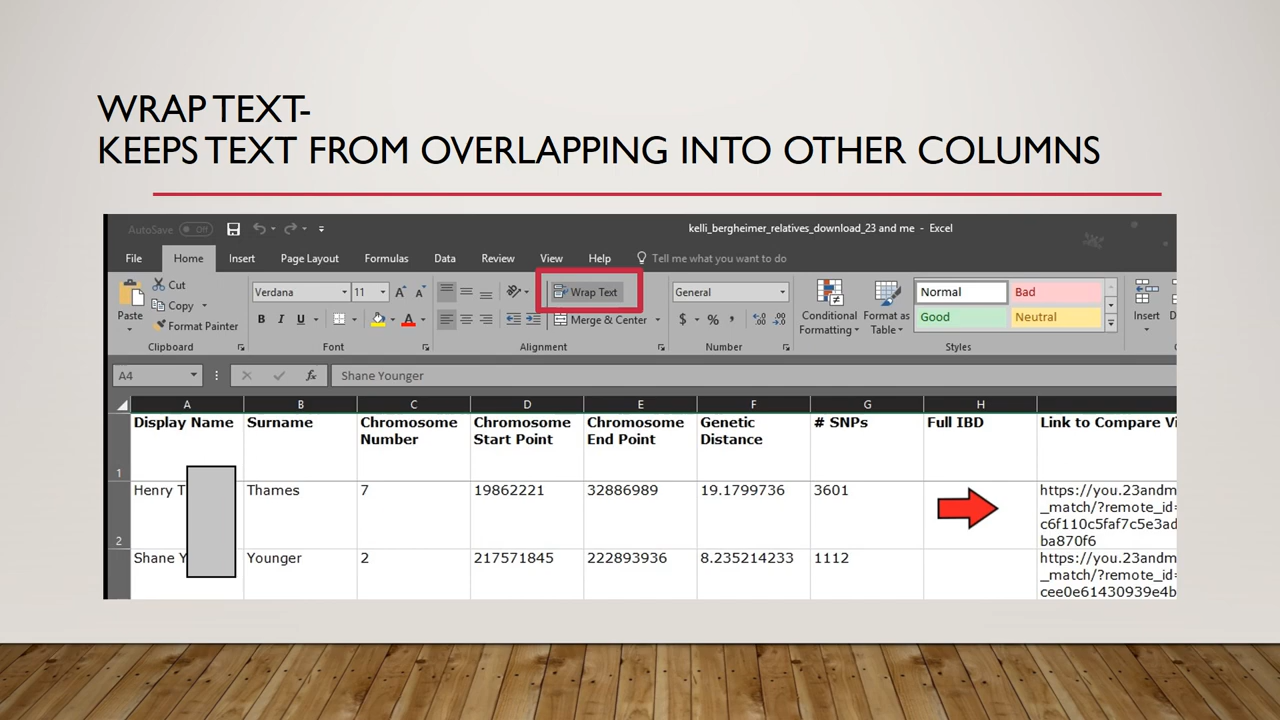 WRAP TEXT-
KEEPS TEXT FROM OVERLAPPING INTO OTHER COLUMNS
AutoSave Off
kelli_bergheimer_relatives_download_23 and me - Excel
File Home Insert Page Layout Formulas Data Review View Help Tell me what you want to do
Paste
Cut
Copy
Format Painter
Clipboard
Verdana 11 A A
B I U A
Font
Wrap Text
Merge & Center
Alignment
General
$ % , .00
Number
Conditional Formatting
Format as Table
Normal Bad
Good Neutral
Styles
Insert
A4 fx Shane Younger
A B C D E F G H
1 Display Name Surname Chromosome Number Chromosome Start Point Chromosome End Point Genetic Distance # SNPs Full IBD Link to Compare Vi
2 Henry T Thames 7 19862221 32886989 19.1799736 3601 https://you.23andm
_match/?remote_id=
c6f110c5faf7c5e3ad
ba870f6
Shane Y Younger 2 217571845 222893936 8.235214233 1112 https://you.23andm
_match/?remote_id=
cee0e61430939e4b